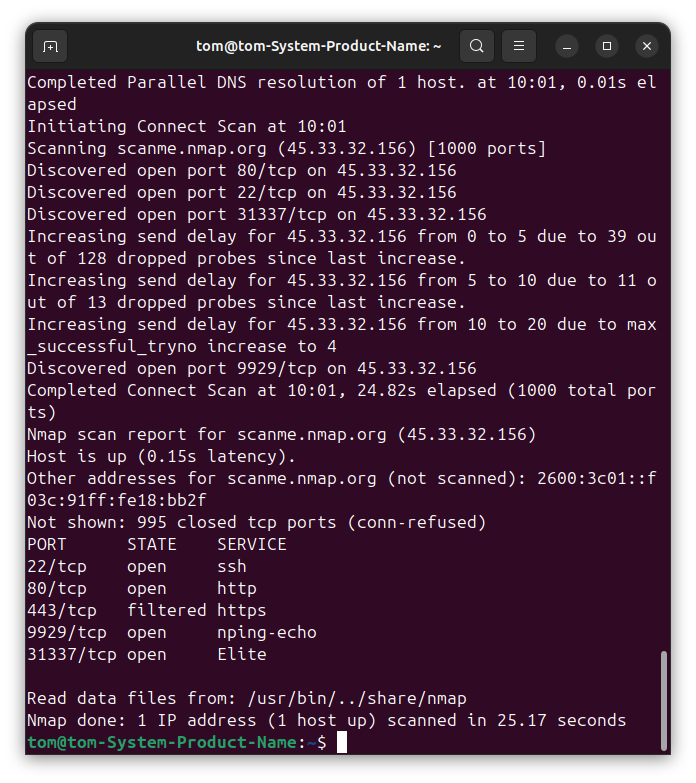 tom@tom-System-Product-Name: ~
Completed Parallel DNS resolution of 1 host. at 10:01, 0.01s el
apsed
Initiating Connect Scan at 10:01
Scanning scanme.nmap.org (45.33.32.156) [1000 ports]
Discovered open port 80/tcp on 45.33.32.156
Discovered open port 22/tcp on 45.33.32.156
Discovered open port 31337/tcp on 45.33.32.156
Increasing send delay for 45.33.32.156 from 0 to 5 due to 39 ou
t of 128 dropped probes since last increase.
Increasing send delay for 45.33.32.156 from 5 to 10 due to 11 o
ut of 13 dropped probes since last increase.
Increasing send delay for 45.33.32.156 from 10 to 20 due to max
_successful_tryno increase to 4
Discovered open port 9929/tcp on 45.33.32.156
Completed Connect Scan at 10:01, 24.82s elapsed (1000 total por
ts)
Nmap scan report for scanme.nmap.org (45.33.32.156)
Host is up (0.15s latency).
Other addresses for scanme.nmap.org (not scanned): 2600:3c01::f
03c:91ff:fe18:bb2f
Not shown: 995 closed tcp ports (conn-refused)
PORT      STATE    SERVICE
22/tcp    open     ssh
80/tcp    open     http
443/tcp   filtered https
9929/tcp  open     nping-echo
31337/tcp open     Elite
Read data files from: /usr/bin/../share/nmap
Nmap done: 1 IP address (1 host up) scanned in 25.17 seconds
tom@tom-System-Product-Name:~$